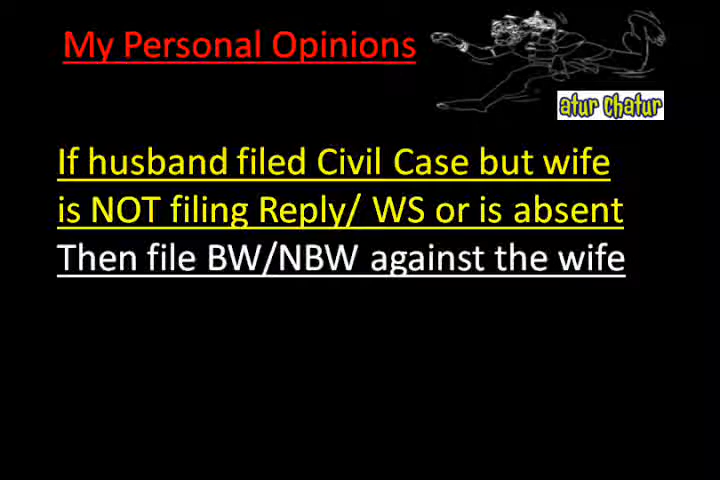 My Personal Opinions
atur chatur
If husband filed Civil Case but wife
is NOT filing Reply/ WS or is absent
Then file BW/NBW against the wife